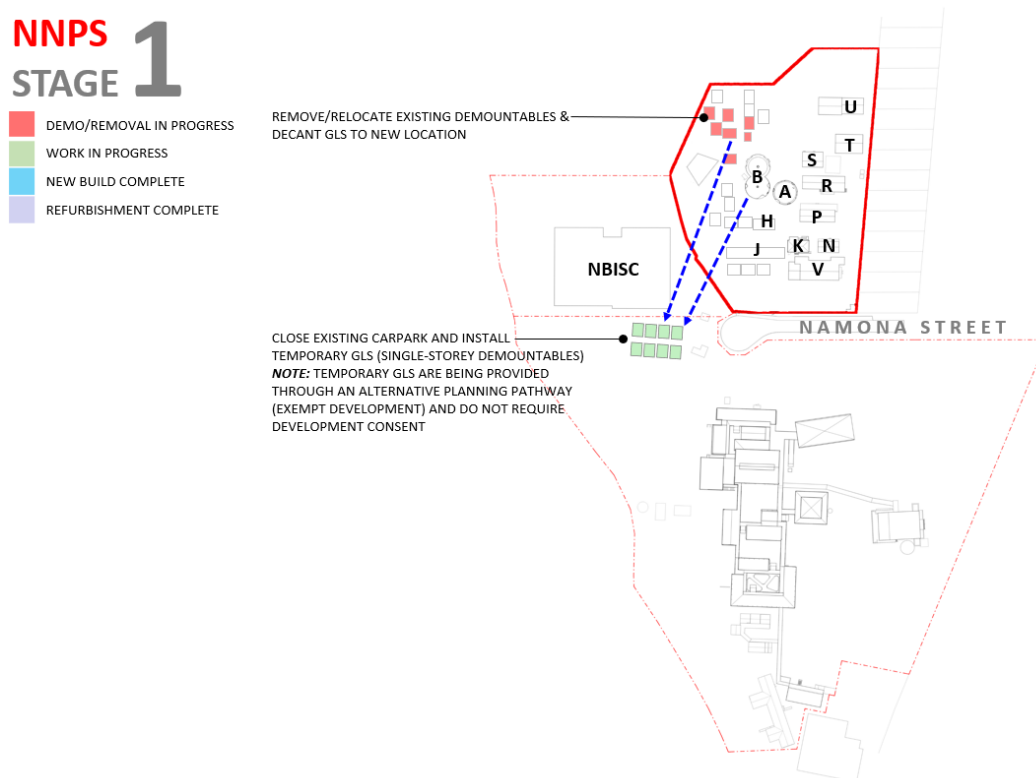 NNPS
STAGE 1
DEMO/REMOVAL IN PROGRESS
WORK IN PROGRESS
NEW BUILD COMPLETE
REFURBISHMENT COMPLETE
REMOVE/RELOCATE EXISTING DEMOUNTABLES &
DECANT GLS TO NEW LOCATION
U
T
S
B
R
A
P
H
K
N
J
V
NBISC
NAMONA STREET
CLOSE EXISTING CARPARK AND INSTALL
TEMPORARY GLS (SINGLE-STOREY DEMOUNTABLES)
NOTE: TEMPORARY GLS ARE BEING PROVIDED
THROUGH AN ALTERNATIVE PLANNING PATHWAY
(EXEMPT DEVELOPMENT) AND DO NOT REQUIRE
DEVELOPMENT CONSENT